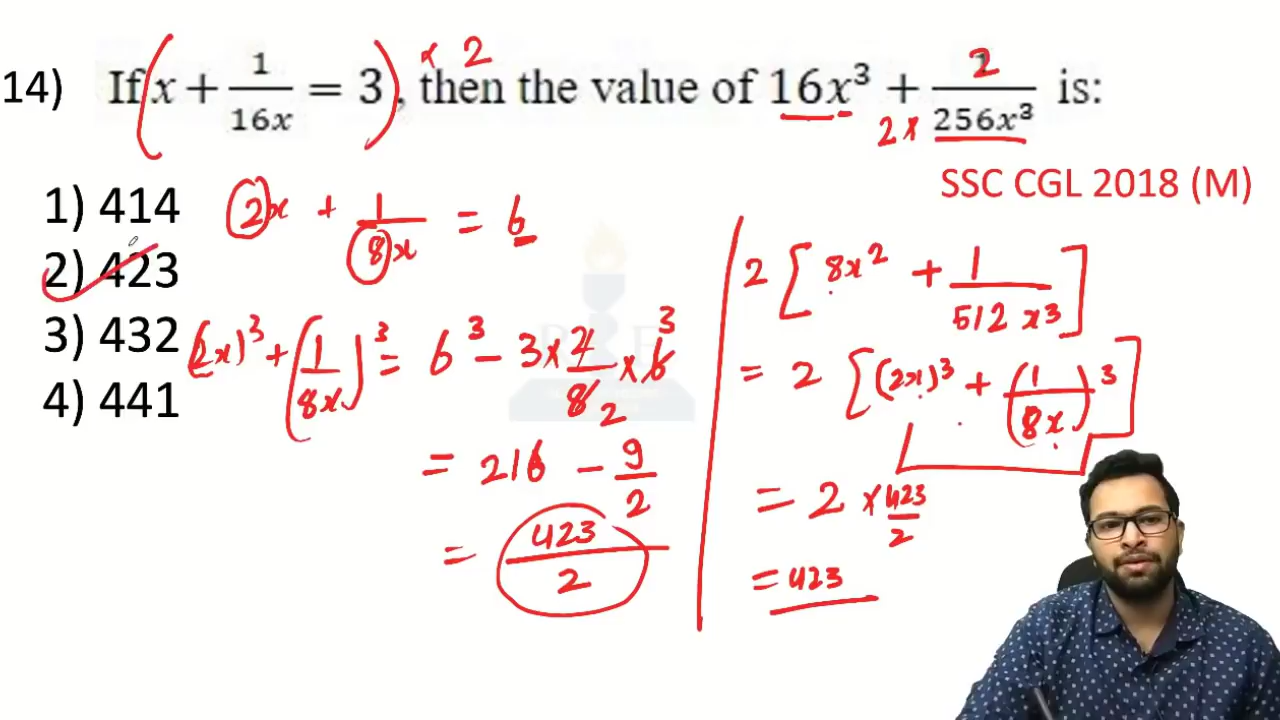 14) If (x + 1/16x = 3) × 2, then the value of 16x³ + 2/2×256x³ is:
SSC CGL 2018 (M)
1) 414
2) 423
3) 432
4) 441
2x + 1/8x = 6
(2x)³ + (1/8x)³ = 6³ - 3 × 2/8 2 × 6 3
= 216 - 9/2
= 423/2
2 [ 8x² + 1/512x³ ]
= 2 [ (2x)³ + (1/8x)³ ]
= 2 × 423/2
= 423